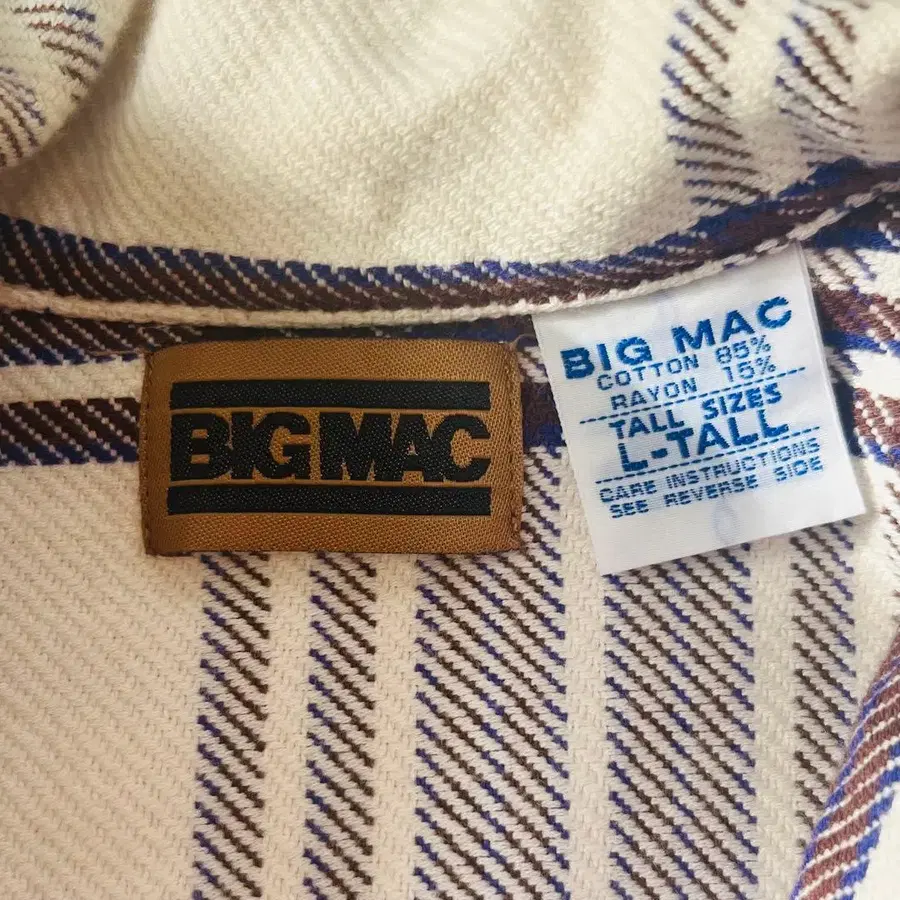 BIG MAC
BIG MAC
COTTON 85%
RAYON 15%
TALL SIZES
L-TALL
CARE INSTRUCTIONS
SEE REVERSE SIDE